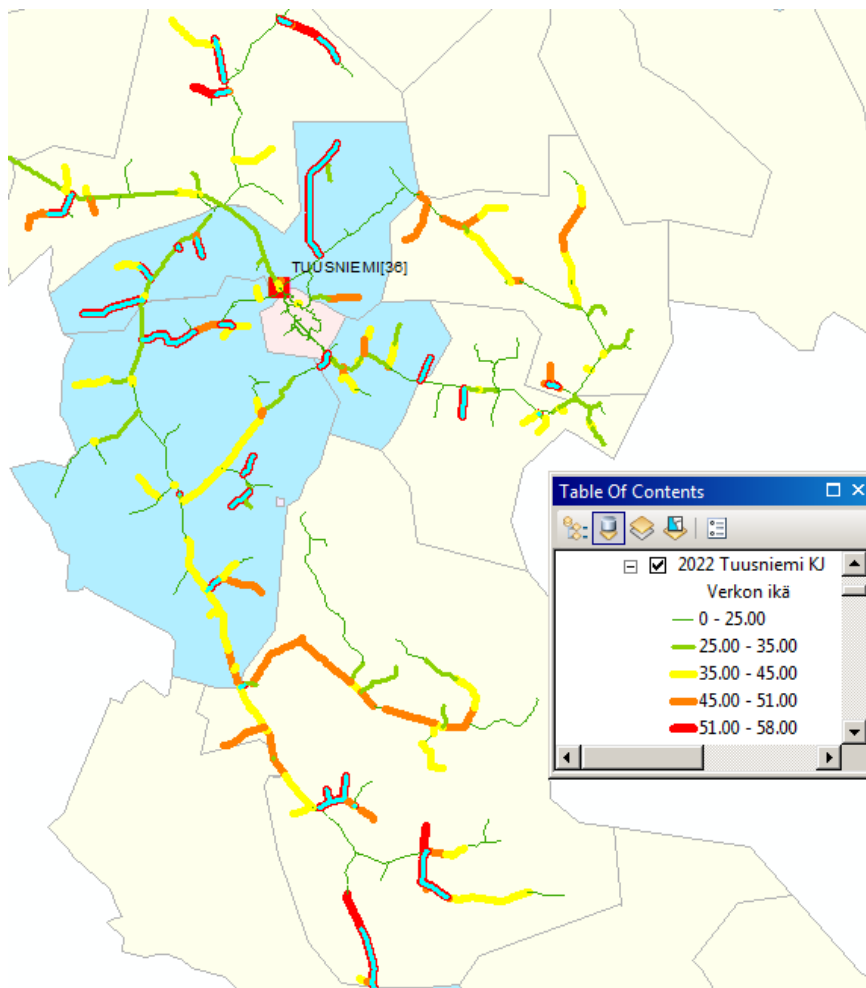 TUUSNIEMI[36]
Table Of Contents
2022 Tuusniemi KJ
Verkon ikä
0 - 25.00
25.00 - 35.00
35.00 - 45.00
45.00 - 51.00
51.00 - 58.00